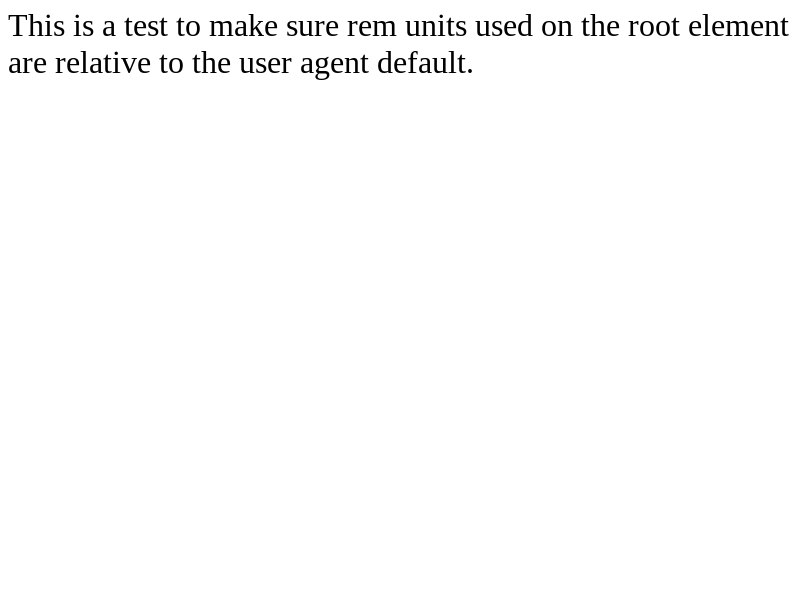 This is a test to make sure rem units used on the root element
are relative to the user agent default.